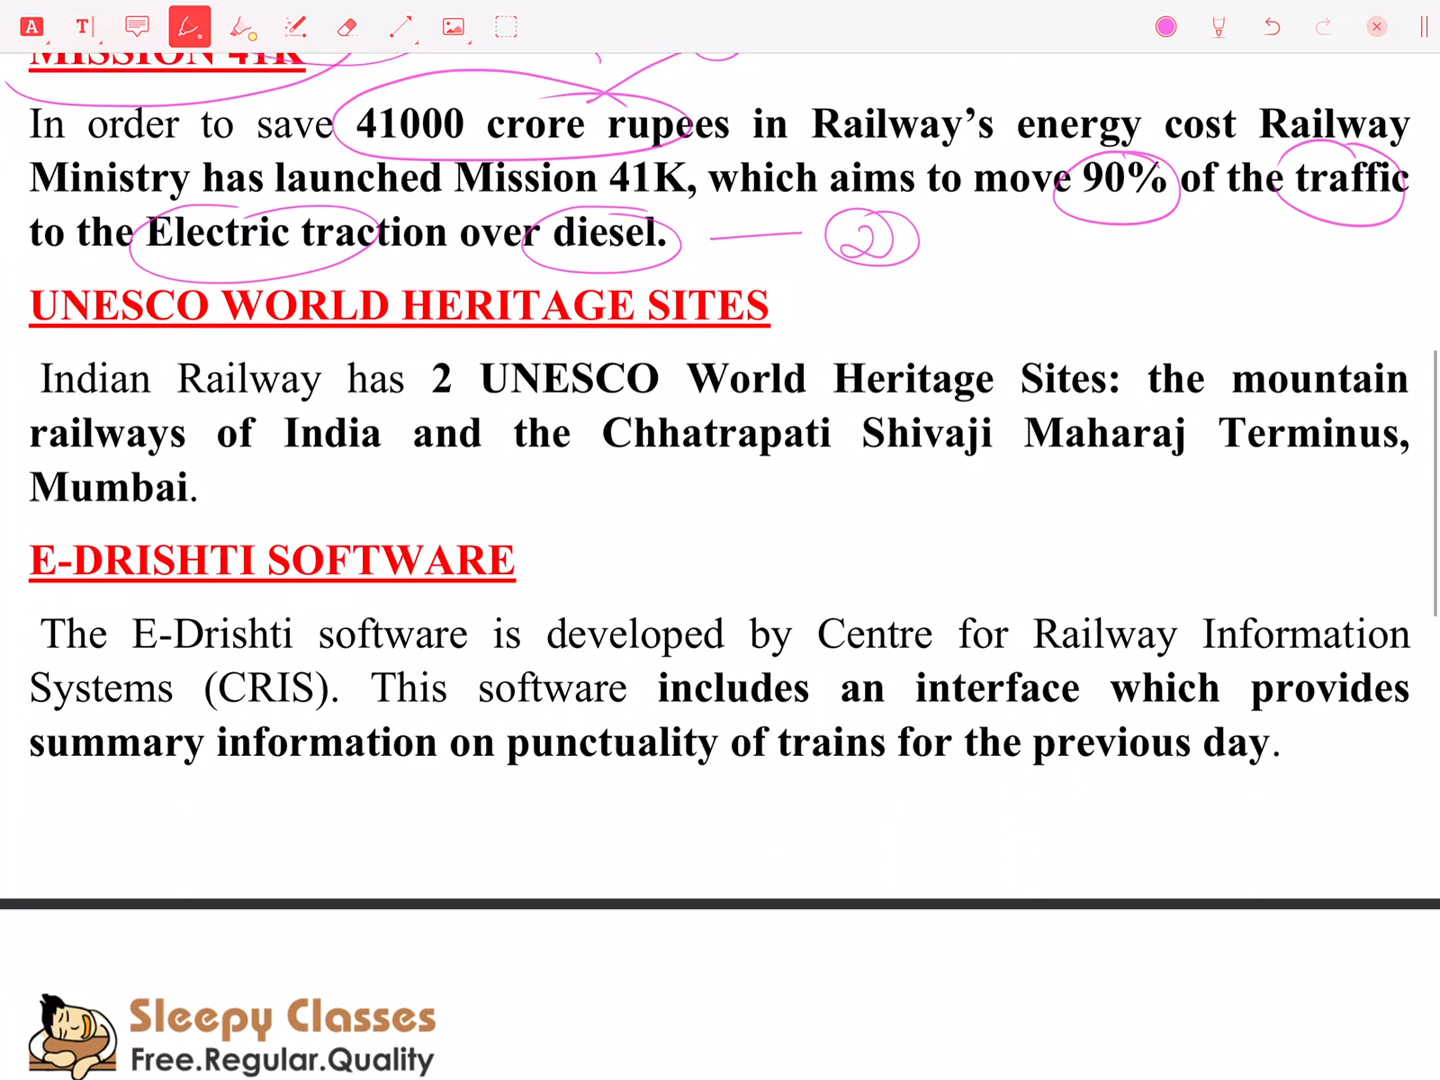 A
T
MISSION 41K
In order to save 41000 crore rupees in Railway’s energy cost Railway
Ministry has launched Mission 41K, which aims to move 90% of the traffic
to the Electric traction over diesel. — 2
UNESCO WORLD HERITAGE SITES
Indian Railway has 2 UNESCO World Heritage Sites: the mountain
railways of India and the Chhatrapati Shivaji Maharaj Terminus,
Mumbai.
E-DRISHTI SOFTWARE
The E-Drishti software is developed by Centre for Railway Information
Systems (CRIS). This software includes an interface which provides
summary information on punctuality of trains for the previous day.
Sleepy Classes
Free.Regular.Quality